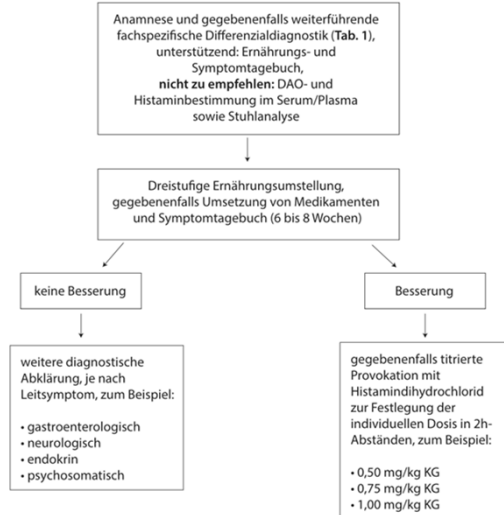 Anamnese und gegebenenfalls weiterführende
fachspezifische Differenzialdiagnostik (Tab. 1),
unterstützend: Ernährungs- und
Symptomtagebuch,
nicht zu empfehlen: DAO- und
Histaminbestimmung im Serum/Plasma
sowie Stuhlanalyse
Dreistufige Ernährungsumstellung,
gegebenenfalls Umsetzung von Medikamenten
und Symptomtagebuch (6 bis 8 Wochen)
keine Besserung
Besserung
weitere diagnostische
Abklärung, je nach
Leitsymptom, zum Beispiel:
• gastroenterologisch
• neurologisch
• endokrin
• psychosomatisch
gegebenenfalls titrierte
Provokation mit
Histamindihydrochlorid
zur Festlegung der
individuellen Dosis in 2h-
Abständen, zum Beispiel:
• 0,50 mg/kg KG
• 0,75 mg/kg KG
• 1,00 mg/kg KG